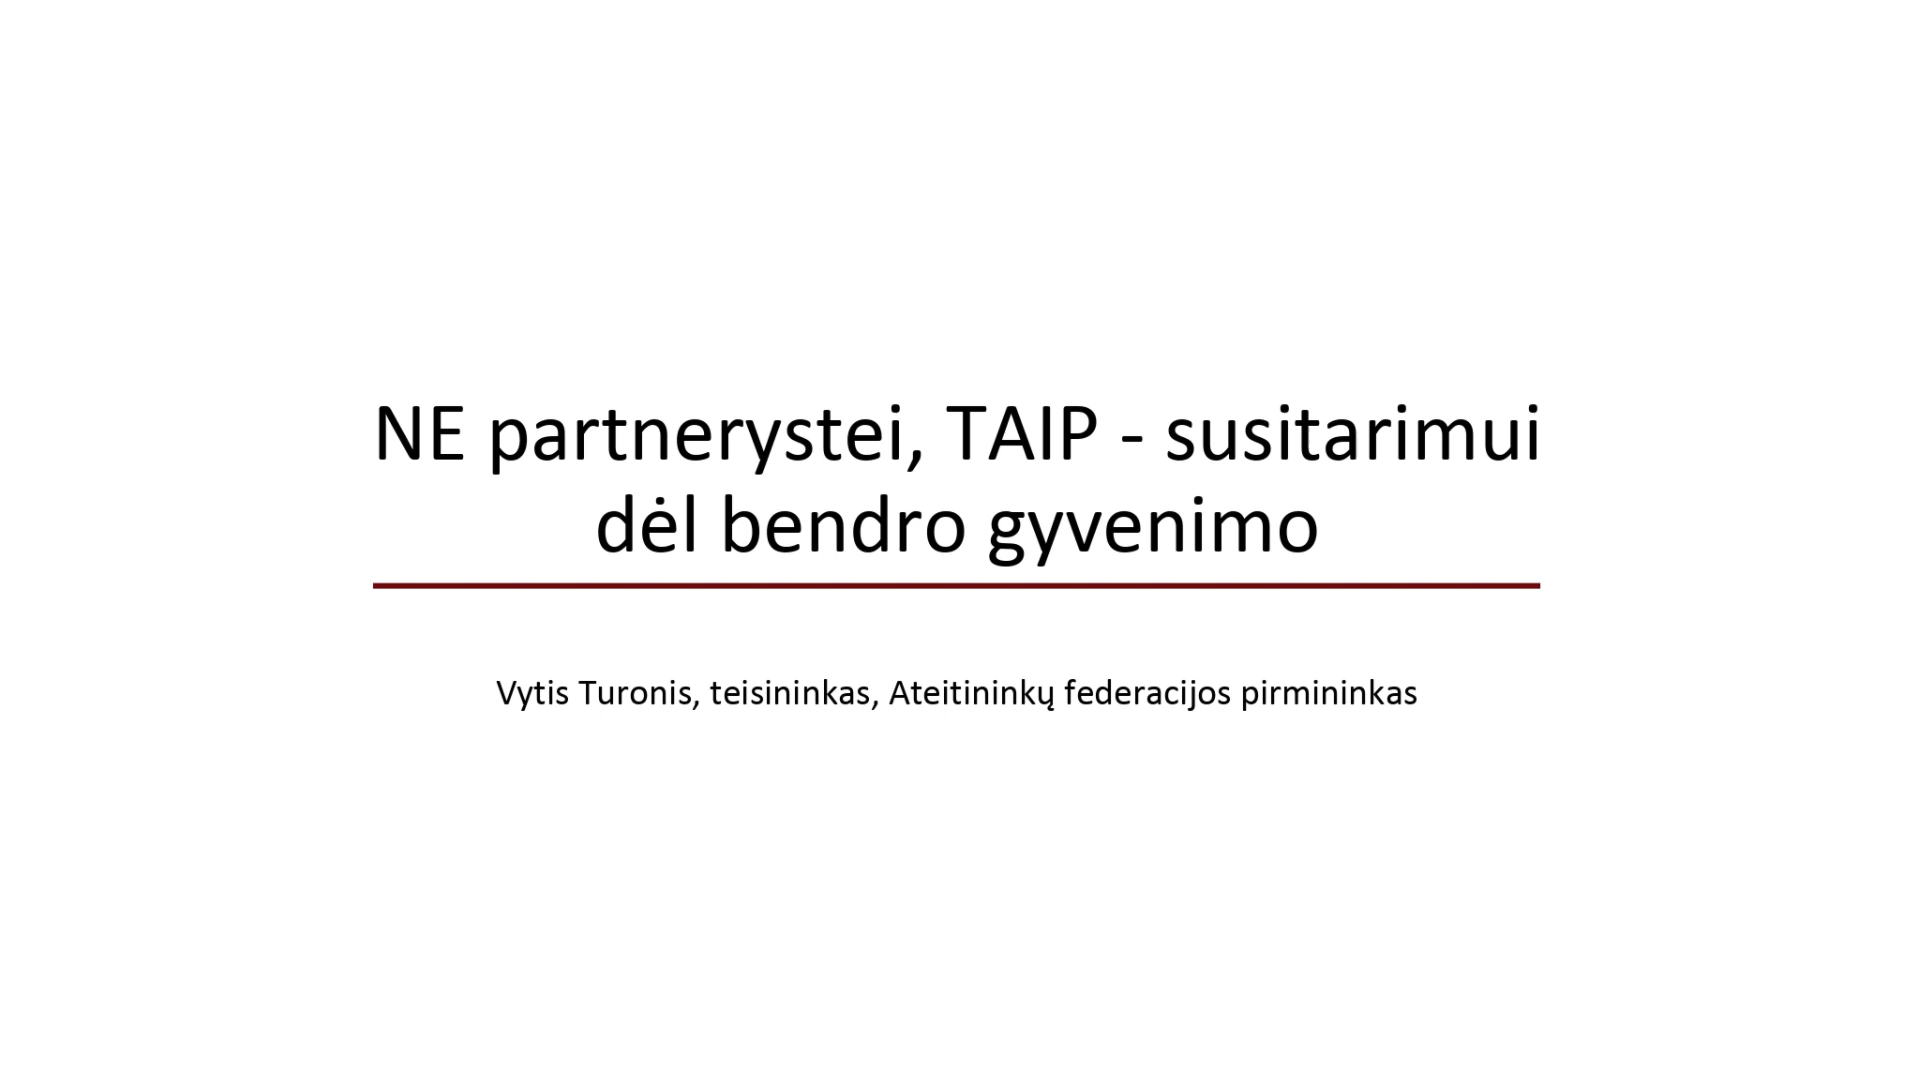 NE partnerystei, TAIP - susitarimui
dėl bendro gyvenimo
Vytis Turonis, teisininkas, Ateitininkų federacijos pirmininkas